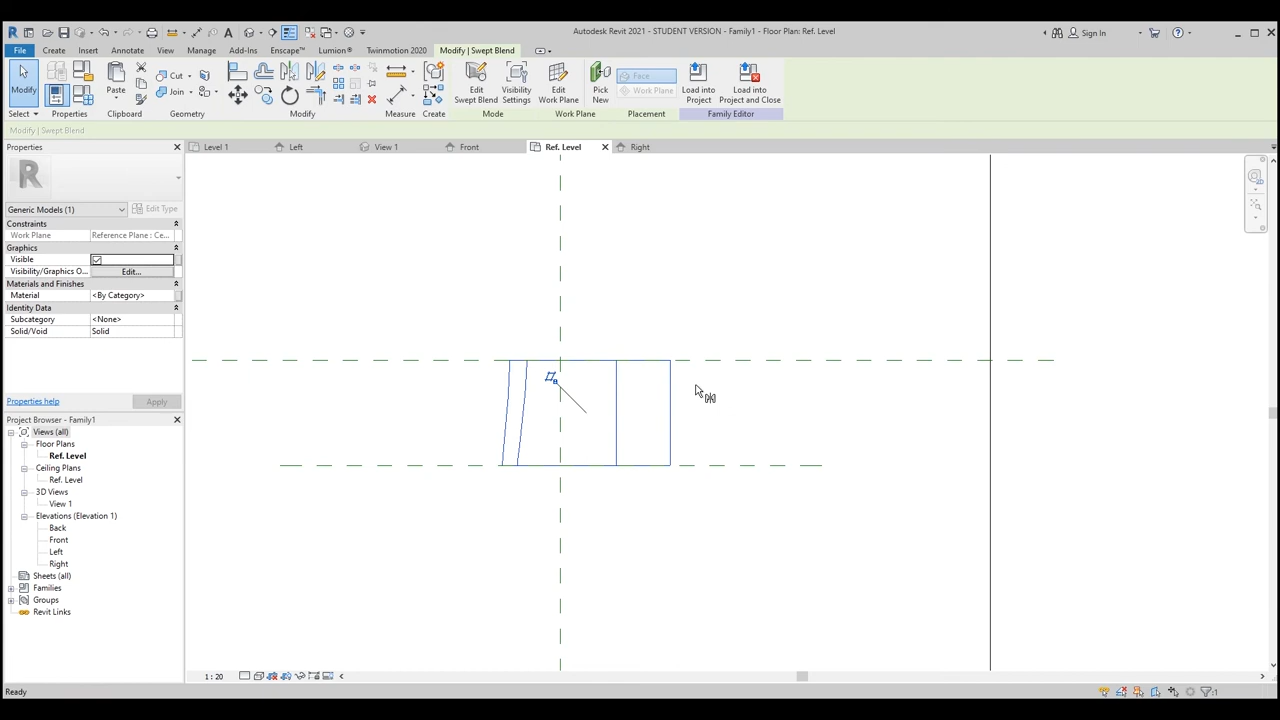 Autodesk Revit 2021 - STUDENT VERSION - Family1 - Floor Plan: Ref. Level
Sign In
File Create Insert Annotate View Manage Add-Ins Enscape™ Lumion® Twinmotion 2020 Modify | Swept Blend
Modify
Paste
Cut
Join
Edit Swept Blend
Visibility Settings
Edit Work Plane
Pick New
Face
Work Plane
Load into Project
Load into Project and Close
Select Properties Clipboard Geometry Modify Measure Create Mode Work Plane Placement Family Editor
Modify | Swept Blend
Properties
Level 1 Left View 1 Front Ref. Level Right
R
Generic Models (1) Edit Type
Constraints
Work Plane Reference Plane : Ce...
Graphics
Visible
Visibility/Graphics O... Edit...
Materials and Finishes
Material <By Category>
Identity Data
Subcategory <None>
Solid/Void Solid
Properties help Apply
Project Browser - Family1
Views (all)
Floor Plans
Ref. Level
Ceiling Plans
Ref. Level
3D Views
View 1
Elevations (Elevation 1)
Back
Front
Left
Right
Sheets (all)
Families
Groups
Revit Links
1 : 20
Ready
:1